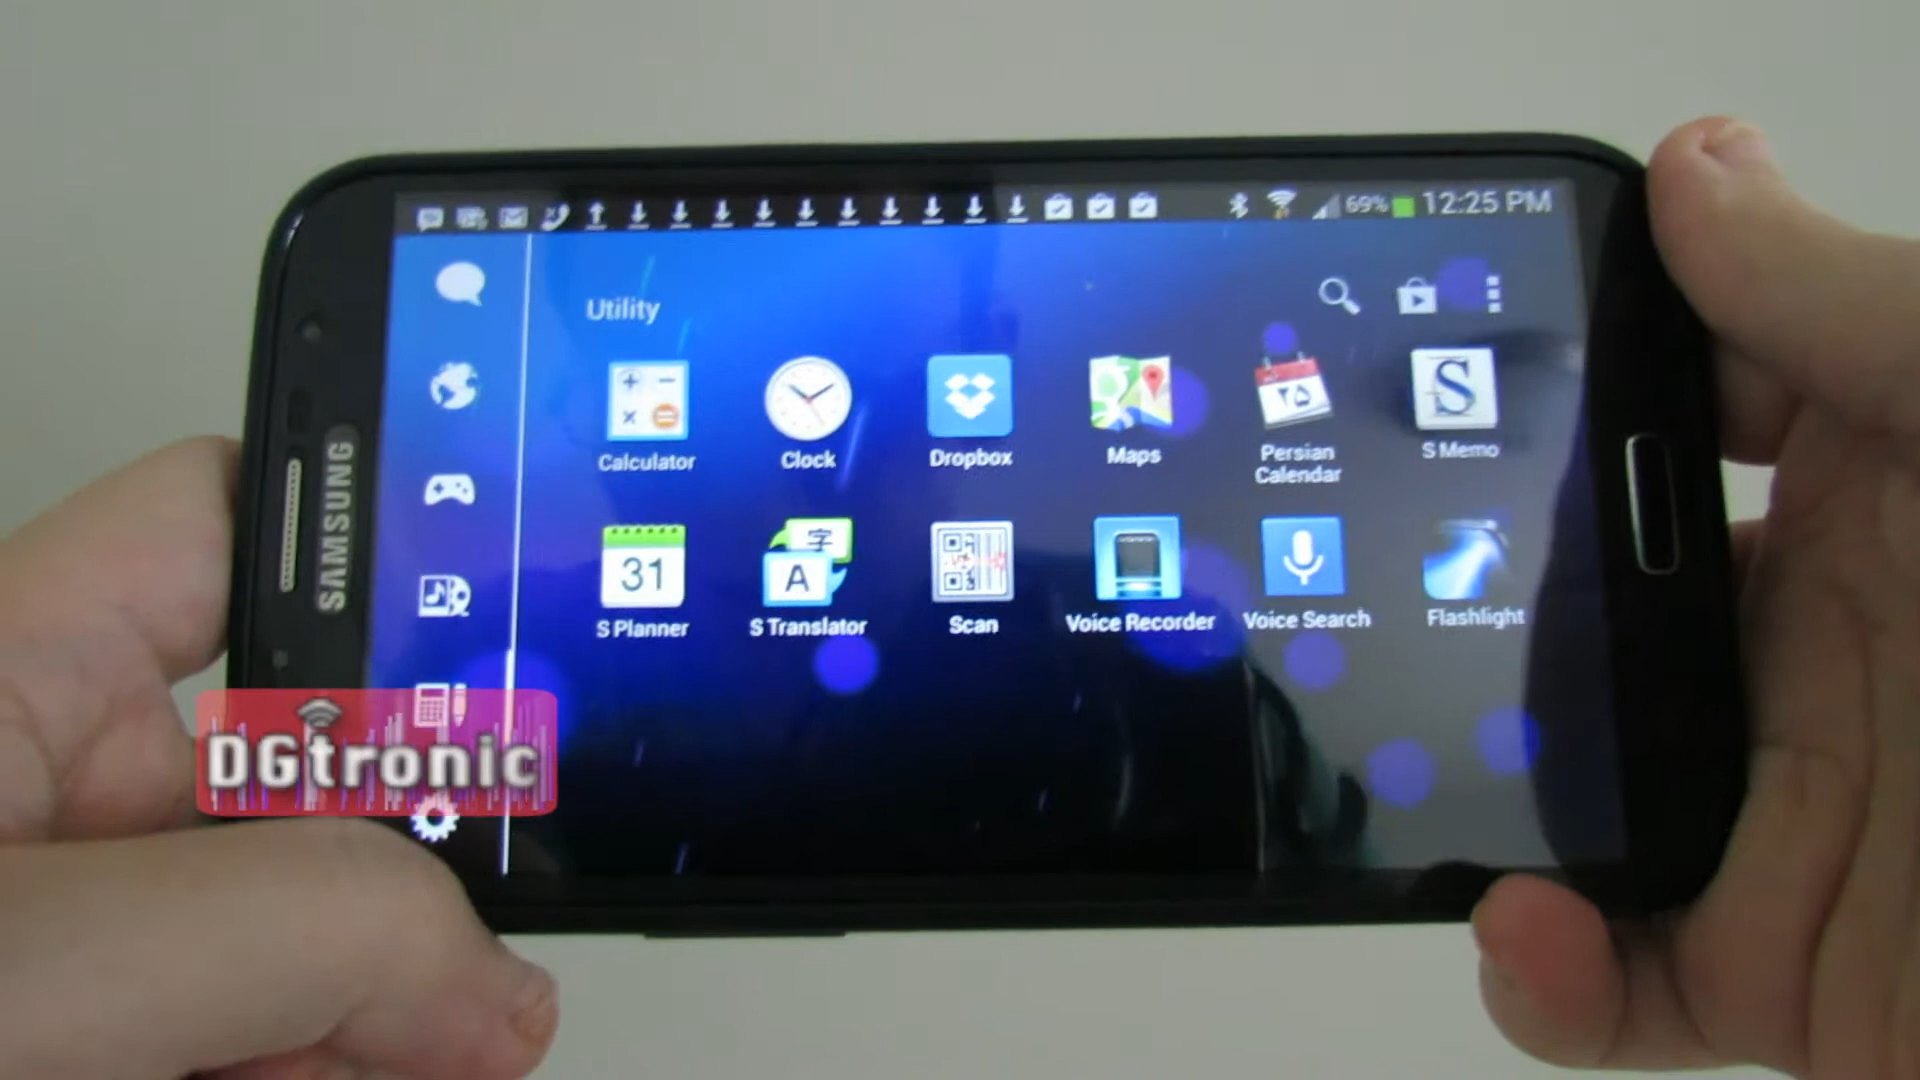 69% 12:25 PM
Utility
Calculator
Clock
Dropbox
Maps
۲۵
Persian
Calendar
S
S Memo
31
S Planner
字
A
S Translator
Scan
Voice Recorder
Voice Search
Flashlight
SAMSUNG
DGtronic